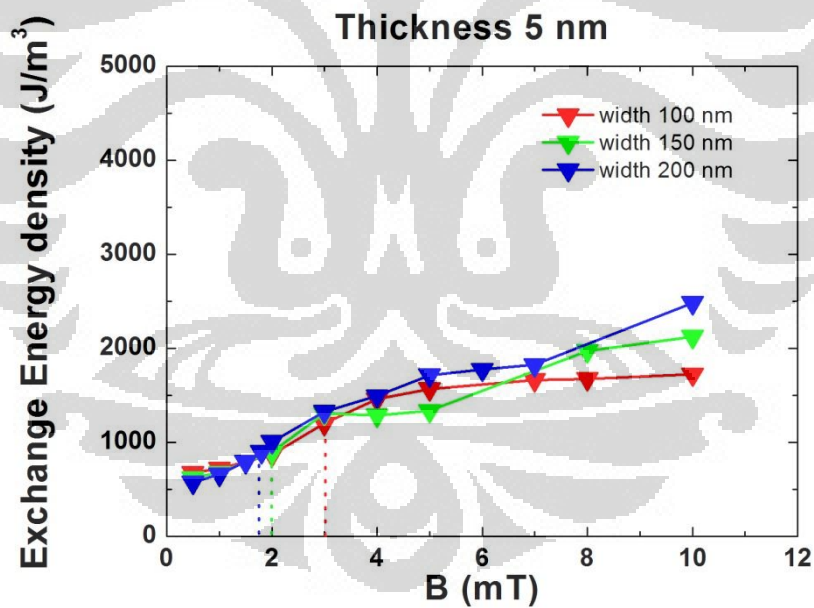 Thickness 5 nm
Exchange Energy density (J/m³)
5000
4000
3000
2000
1000
0
width 100 nm
width 150 nm
width 200 nm
0 2 4 6 8 10 12
B (mT)